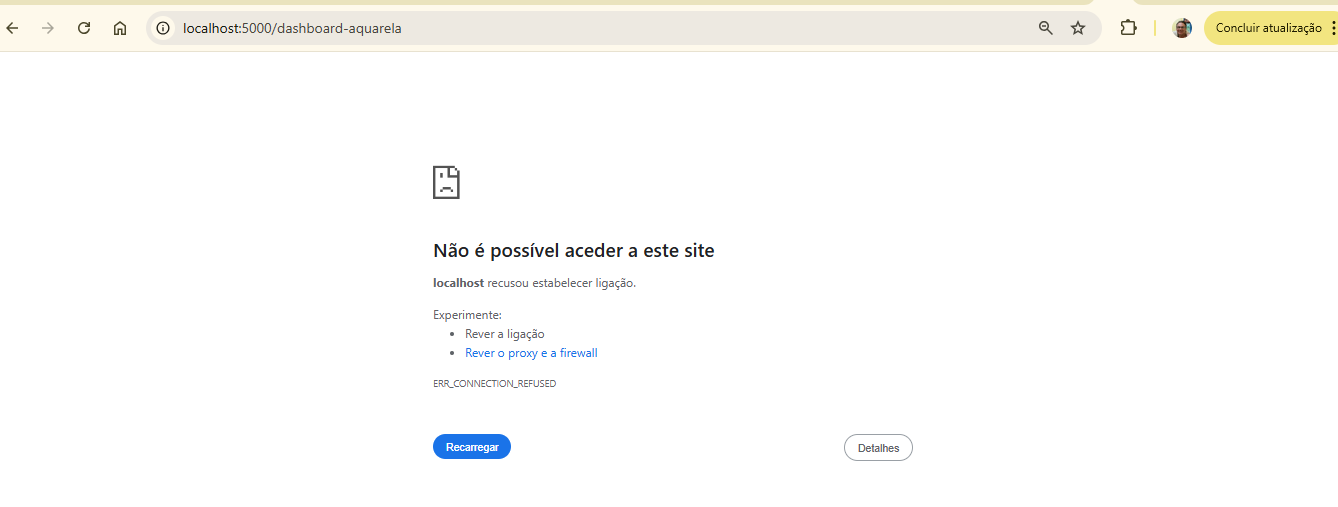 localhost:5000/dashboard-aquarela
Concluir atualização
Não é possível aceder a este site
localhost recusou estabelecer ligação.
Experimente:
Rever a ligação
Rever o proxy e a firewall
ERR_CONNECTION_REFUSED
Recarregar
Detalhes